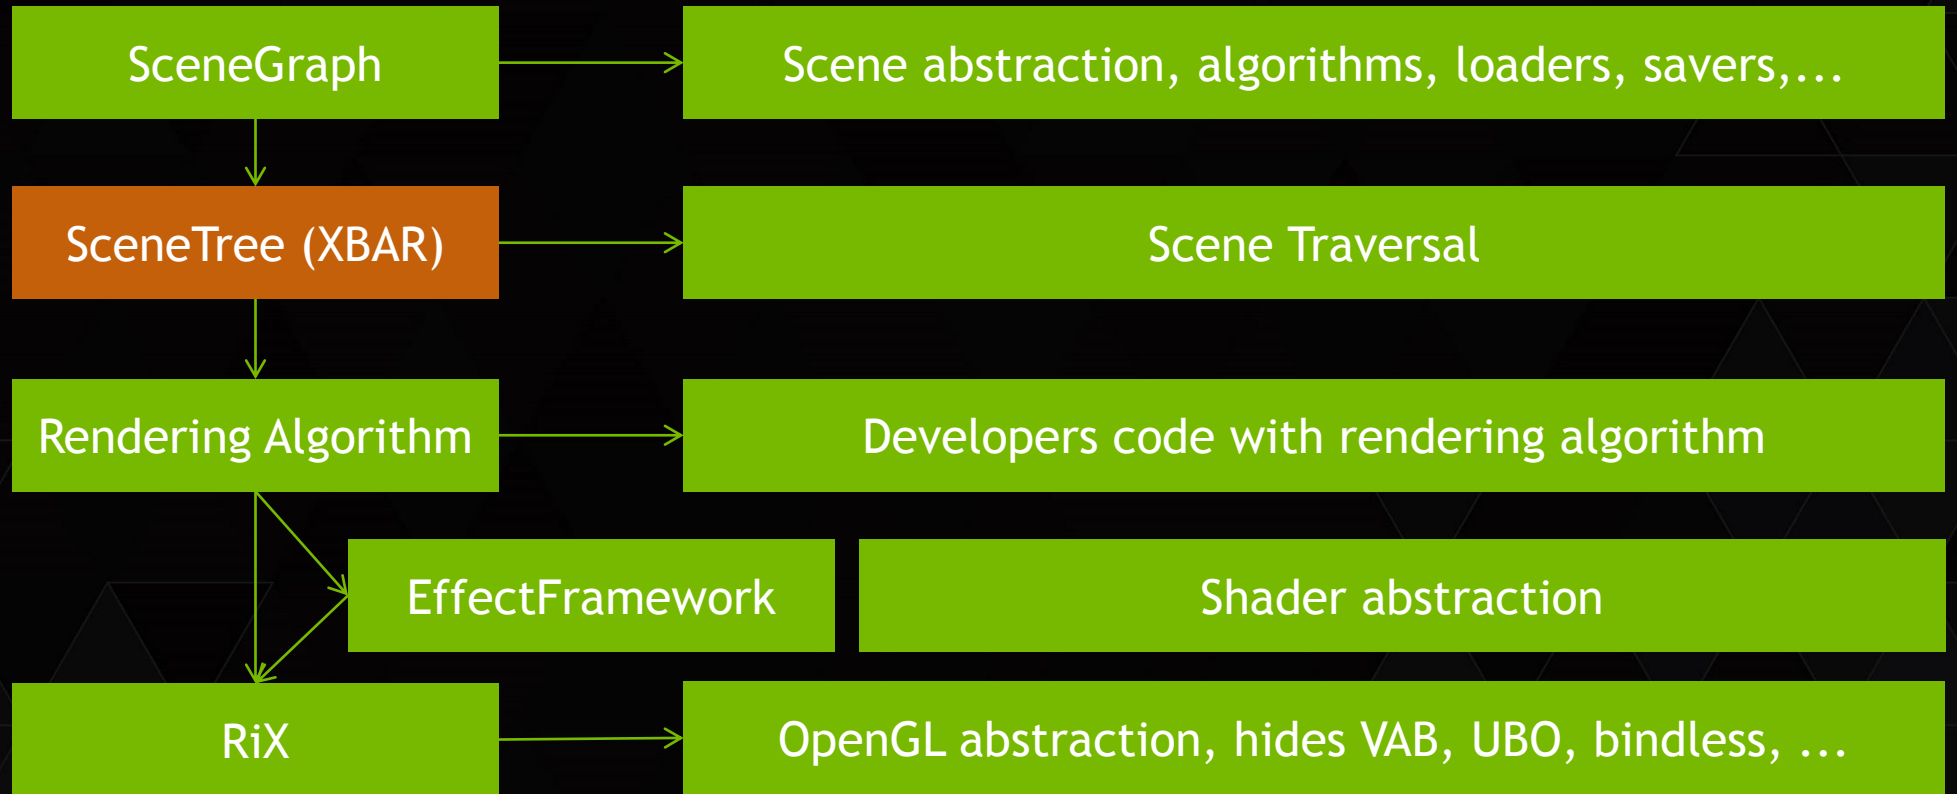 SceneGraph
Scene abstraction, algorithms, loaders, savers,...
SceneTree (XBAR)
Scene Traversal
Rendering Algorithm
Developers code with rendering algorithm
EffectFramework
Shader abstraction
RiX
OpenGL abstraction, hides VAB, UBO, bindless, ...